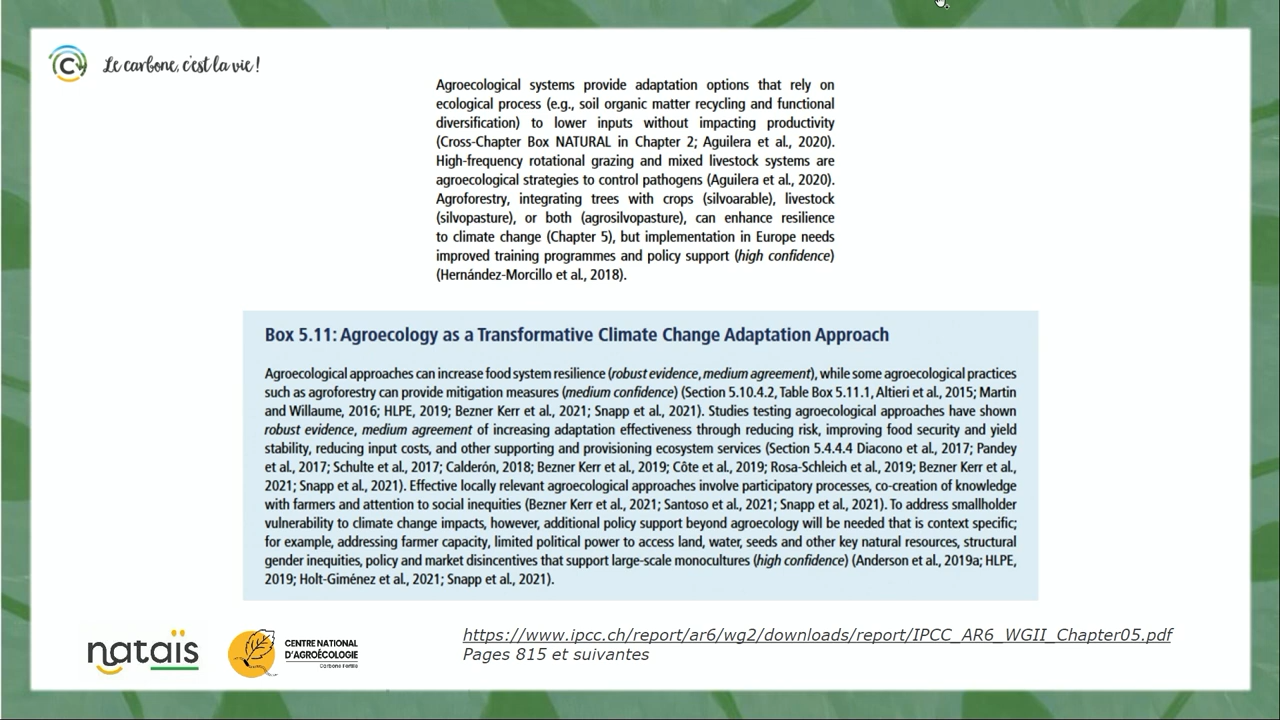 Le carbone, c'est la vie !
Agroecological systems provide adaptation options that rely on
ecological process (e.g., soil organic matter recycling and functional
diversification) to lower inputs without impacting productivity
(Cross-Chapter Box NATURAL in Chapter 2; Aguilera et al., 2020).
High-frequency rotational grazing and mixed livestock systems are
agroecological strategies to control pathogens (Aguilera et al., 2020).
Agroforestry, integrating trees with crops (silvoarable), livestock
(silvopasture), or both (agrosilvopasture), can enhance resilience
to climate change (Chapter 5), but implementation in Europe needs
improved training programmes and policy support (high confidence)
(Hernández-Morcillo et al., 2018).
Box 5.11: Agroecology as a Transformative Climate Change Adaptation Approach
Agroecological approaches can increase food system resilience (robust evidence, medium agreement), while some agroecological practices
such as agroforestry can provide mitigation measures (medium confidence) (Section 5.10.4.2, Table Box 5.11.1, Altieri et al., 2015; Martin
and Willaume, 2016; HLPE, 2019; Bezner Kerr et al., 2021; Snapp et al., 2021). Studies testing agroecological approaches have shown
robust evidence, medium agreement of increasing adaptation effectiveness through reducing risk, improving food security and yield
stability, reducing input costs, and other supporting and provisioning ecosystem services (Section 5.4.4.4 Diacono et al., 2017; Pandey
et al., 2017; Schulte et al., 2017; Calderón, 2018; Bezner Kerr et al., 2019; Côte et al., 2019; Rosa-Schleich et al., 2019; Bezner Kerr et al.,
2021; Snapp et al., 2021). Effective locally relevant agroecological approaches involve participatory processes, co-creation of knowledge
with farmers and attention to social inequities (Bezner Kerr et al., 2021; Santoso et al., 2021; Snapp et al., 2021). To address smallholder
vulnerability to climate change impacts, however, additional policy support beyond agroecology will be needed that is context specific;
for example, addressing farmer capacity, limited political power to access land, water, seeds and other key natural resources, structural
gender inequities, policy and market disincentives that support large-scale monocultures (high confidence) (Anderson et al., 2019a; HLPE,
2019; Holt-Giménez et al., 2021; Snapp et al., 2021).
nataïs
CENTRE NATIONAL
D'AGROÉCOLOGIE
Carbone Fertile
https://www.ipcc.ch/report/ar6/wg2/downloads/report/IPCC_AR6_WGII_Chapter05.pdf
Pages 815 et suivantes